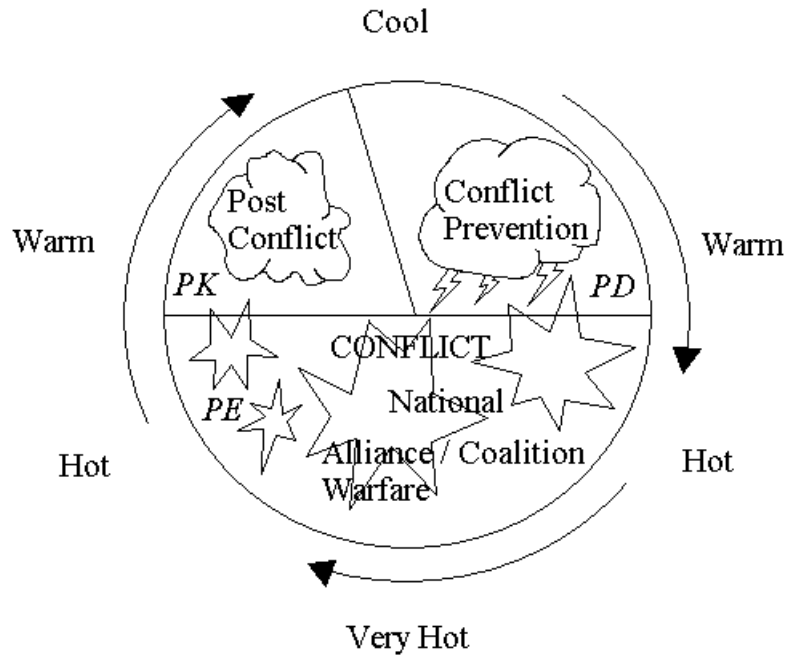 Cool
Post
Conflict
Conflict
Prevention
Warm
Warm
PK
PD
CONFLICT
National
PE
Alliance / Coalition
Warfare
Hot
Hot
Very Hot